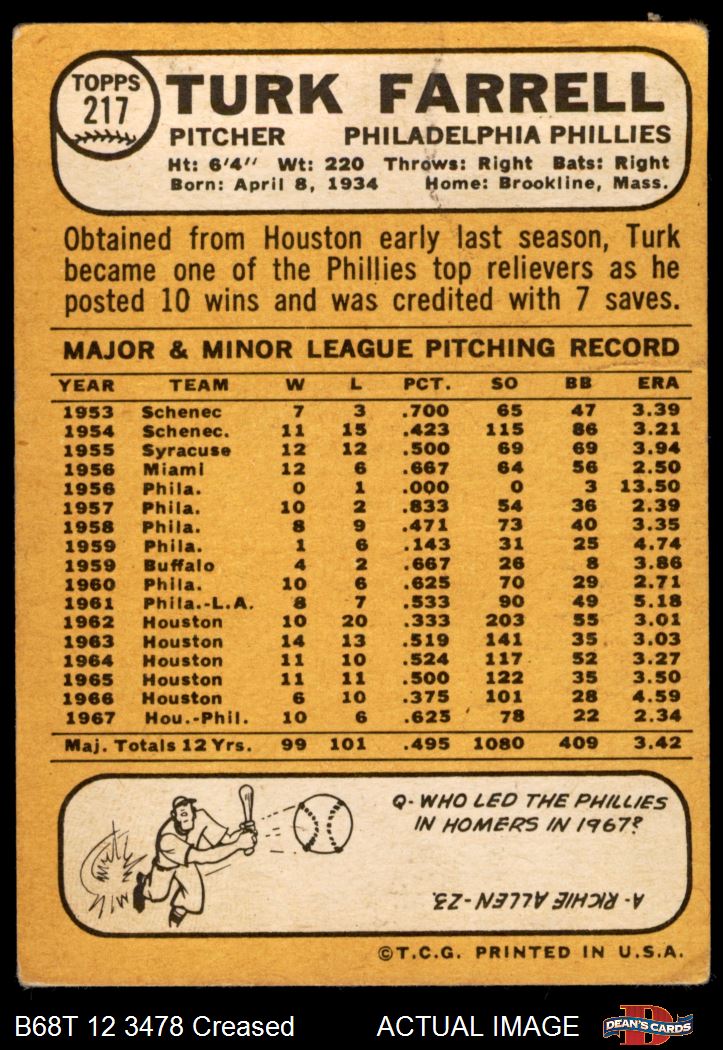 TOPPS
217
TURK FARRELL
PITCHER PHILADELPHIA PHILLIES
Ht: 6'4" Wt: 220 Throws: Right Bats: Right
Born: April 8, 1934 Home: Brookline, Mass.
Obtained from Houston early last season, Turk
became one of the Phillies top relievers as he
posted 10 wins and was credited with 7 saves.
MAJOR & MINOR LEAGUE PITCHING RECORD
YEAR TEAM W L PCT. SO BB ERA
1953 Schenec 7 3 .700 65 47 3.39
1954 Schenec. 11 15 .423 115 86 3.21
1955 Syracuse 12 12 .500 69 69 3.94
1956 Miami 12 6 .667 64 56 2.50
1956 Phila. 0 1 .000 0 3 13.50
1957 Phila. 10 2 .833 54 36 2.39
1958 Phila. 8 9 .471 73 40 3.35
1959 Phila. 1 6 .143 31 25 4.74
1959 Buffalo 4 2 .667 26 8 3.86
1960 Phila. 10 6 .625 70 29 2.71
1961 Phila.-L.A. 8 7 .533 90 49 5.18
1962 Houston 10 20 .333 203 55 3.01
1963 Houston 14 13 .519 141 35 3.03
1964 Houston 11 10 .524 117 52 3.27
1965 Houston 11 11 .500 122 35 3.50
1966 Houston 6 10 .375 101 28 4.59
1967 Hou.-Phil. 10 6 .625 78 22 2.34
Maj. Totals 12 Yrs. 99 101 .495 1080 409 3.42
Q- WHO LED THE PHILLIES
IN HOMERS IN 1967?
A- RICHIE ALLEN-23.
©T.C.G. PRINTED IN U.S.A.
B68T 12 3478 Creased ACTUAL IMAGE DEAN'S CARDS